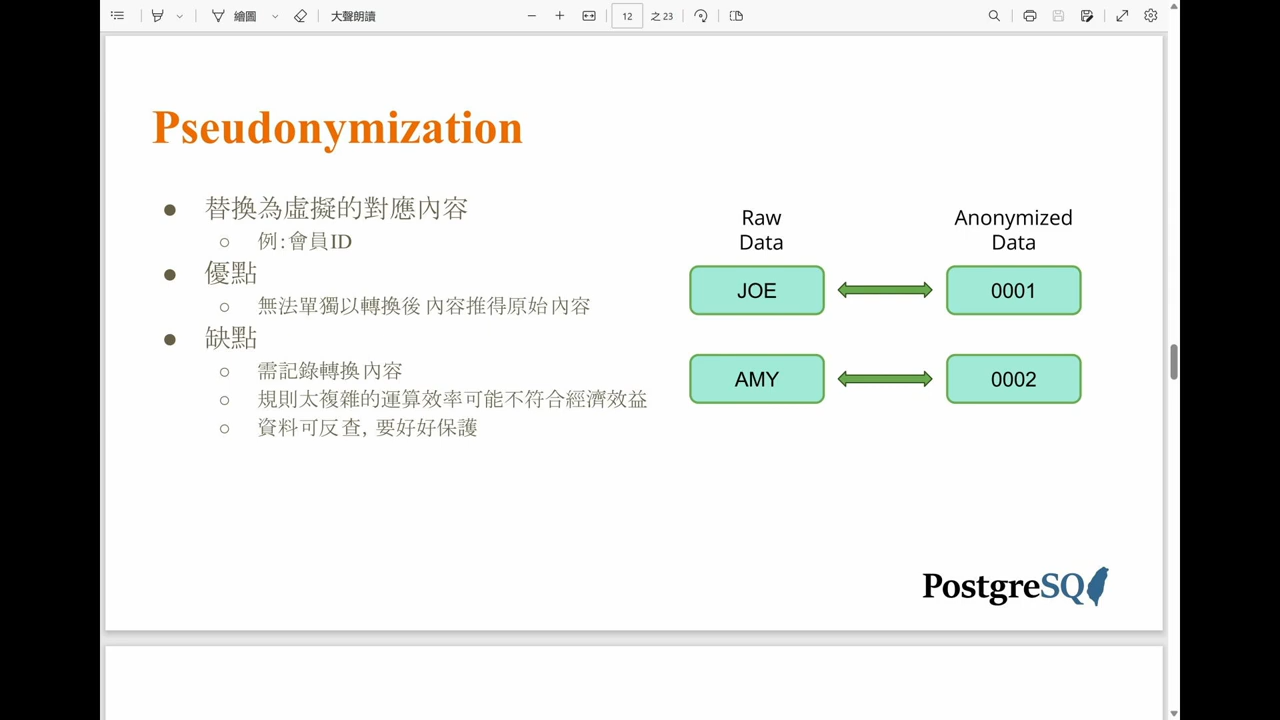 繪圖
大聲朗讀
12
之 23
Pseudonymization
● 替換為虛擬的對應內容
○ 例:會員ID
● 優點
○ 無法單獨以轉換後內容推得原始內容
● 缺點
○ 需記錄轉換內容
○ 規則太複雜的運算效率可能不符合經濟效益
○ 資料可反查, 要好好保護
Raw
Data
Anonymized
Data
JOE
0001
AMY
0002
PostgreSQ